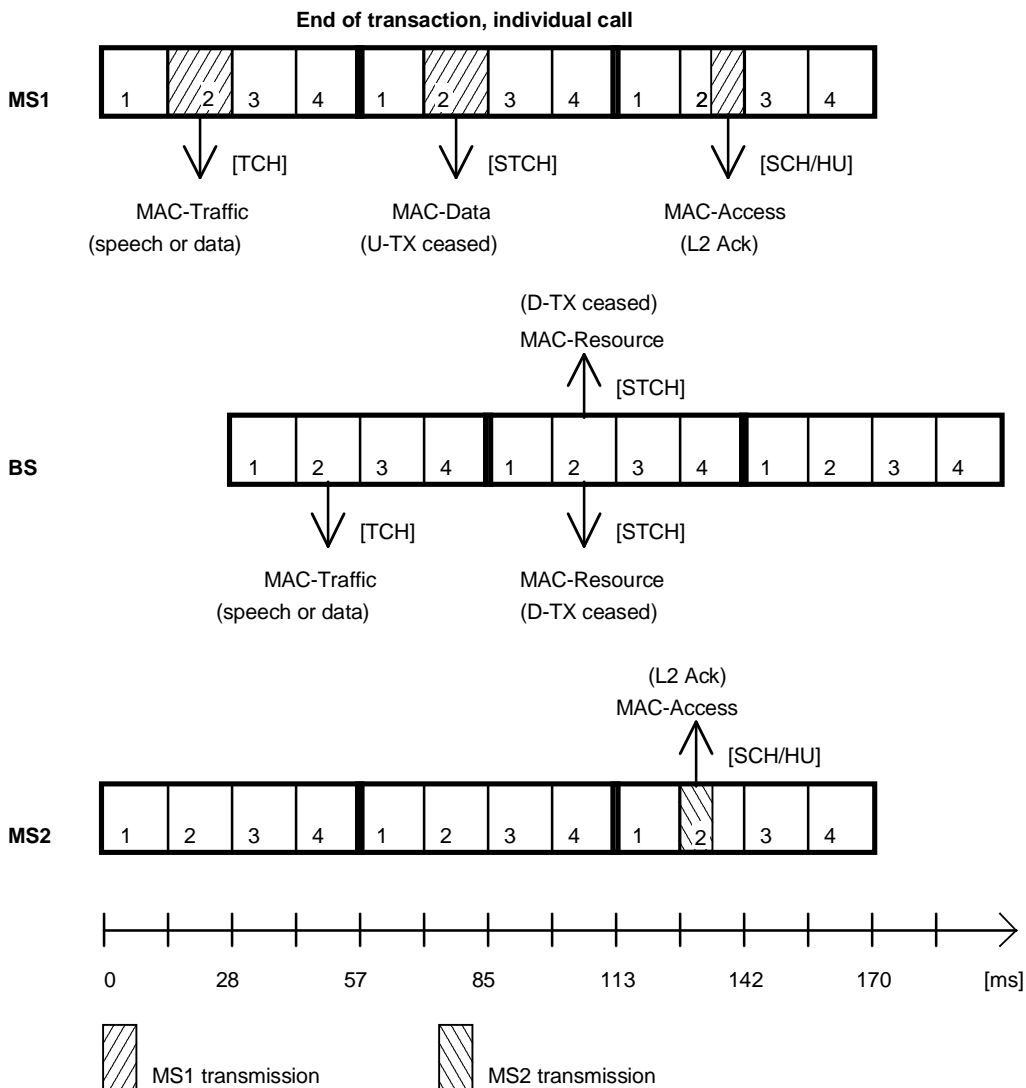 End of transaction, individual call
MS1
1 2 3 4 1 2 3 4 1 2 3 4
[TCH] [STCH] [SCH/HU]
MAC-Traffic MAC-Data MAC-Access
(speech or data) (U-TX ceased) (L2 Ack)
(D-TX ceased)
MAC-Resource
[STCH]
BS
1 2 3 4 1 2 3 4 1 2 3 4
[TCH] [STCH]
MAC-Traffic MAC-Resource
(speech or data) (D-TX ceased)
(L2 Ack)
MAC-Access
[SCH/HU]
MS2
1 2 3 4 1 2 3 4 1 2 3 4
0 28 57 85 113 142 170 [ms]
MS1 transmission MS2 transmission